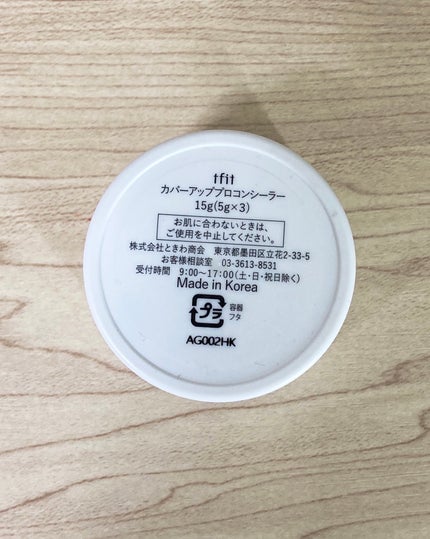 tfit
カバーアッププロコンシーラー
15g(5g×3)
お肌に合わないときは、
ご使用を中止してください。
株式会社ときわ商会 東京都墨田区立花2-33-5
お客様相談室 03-3613-8531
受付時間 9:00〜17:00(土・日・祝日除く)
Made in Korea
プラ
容器
フタ
AG002HK